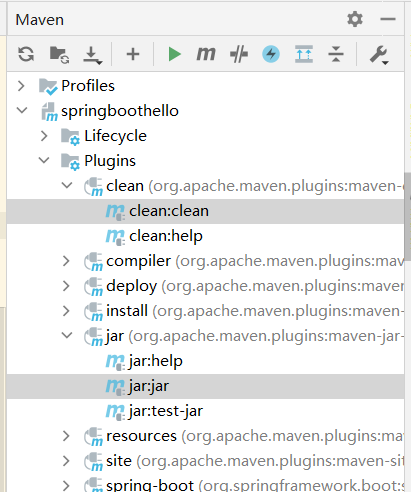 Maven
Profiles
springboothello
Lifecycle
Plugins
clean (org.apache.maven.plugins:maven-c
clean:clean
clean:help
compiler (org.apache.maven.plugins:mav
deploy (org.apache.maven.plugins:mave
install (org.apache.maven.plugins:mave
jar (org.apache.maven.plugins:maven-jar-
jar:help
jar:jar
jar:test-jar
resources (org.apache.maven.plugins:ma
site (org.apache.maven.plugins:maven-sit
spring-boot (org.springframework.boot:s